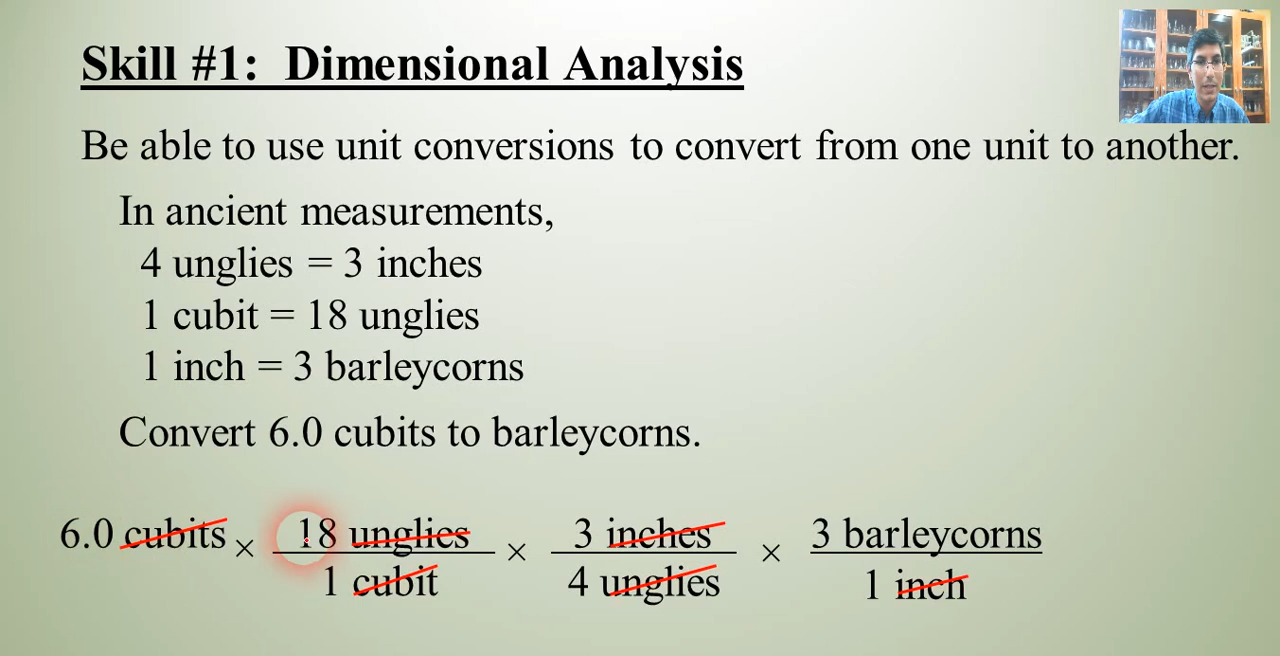 Skill #1: Dimensional Analysis
Be able to use unit conversions to convert from one unit to another.
In ancient measurements,
4 unglies = 3 inches
1 cubit = 18 unglies
1 inch = 3 barleycorns
Convert 6.0 cubits to barleycorns.
6.0 cubits × 18 unglies × 3 inches × 3 barleycorns
1 cubit 4 unglies 1 inch